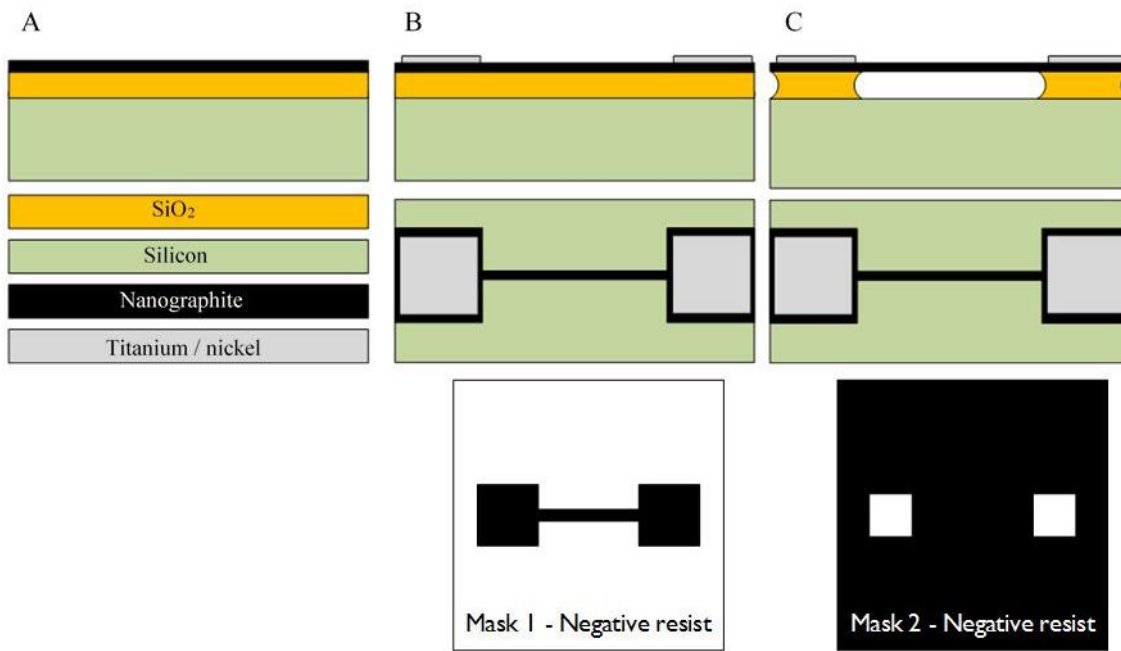 A
B
C
SiO₂
Silicon
Nanographite
Titanium / nickel
Mask 1 - Negative resist
Mask 2 - Negative resist